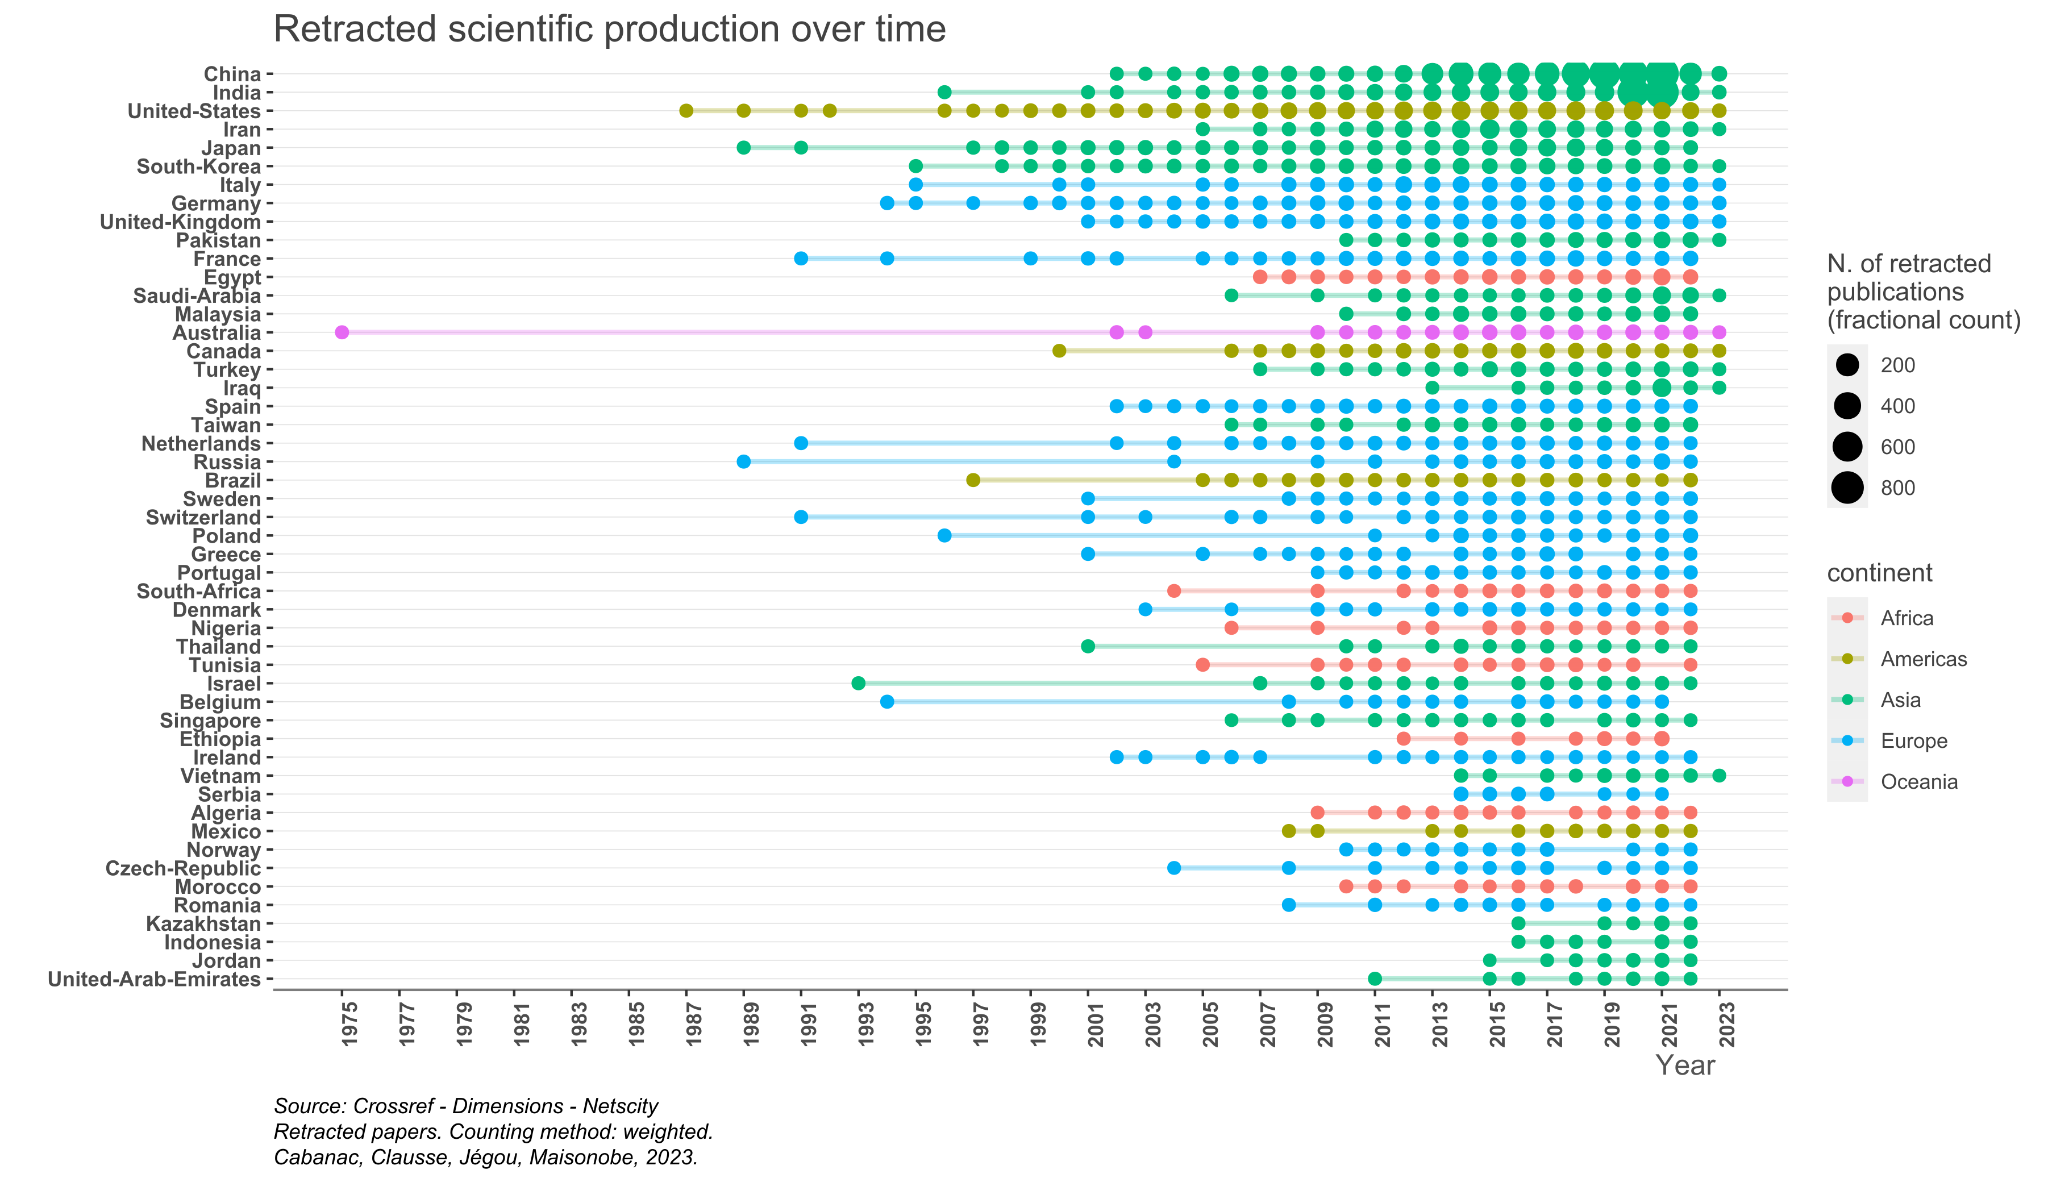 Retracted scientific production over time
China
India
United-States
Iran
Japan
South-Korea
Italy
Germany
United-Kingdom
Pakistan
France
Egypt
Saudi-Arabia
Malaysia
Australia
Canada
Turkey
Iraq
Spain
Taiwan
Netherlands
Russia
Brazil
Sweden
Switzerland
Poland
Greece
Portugal
South-Africa
Denmark
Nigeria
Thailand
Tunisia
Israel
Belgium
Singapore
Ethiopia
Ireland
Vietnam
Serbia
Algeria
Mexico
Norway
Czech-Republic
Morocco
Romania
Kazakhstan
Indonesia
Jordan
United-Arab-Emirates
1975 1977 1979 1981 1983 1985 1987 1989 1991 1993 1995 1997 1999 2001 2003 2005 2007 2009 2011 2013 2015 2017 2019 2021 2023
Year
N. of retracted
publications
(fractional count)
200
400
600
800
continent
Africa
Americas
Asia
Europe
Oceania
Source: Crossref - Dimensions - Netscity
Retracted papers. Counting method: weighted.
Cabanac, Clausse, Jégou, Maisonobe, 2023.